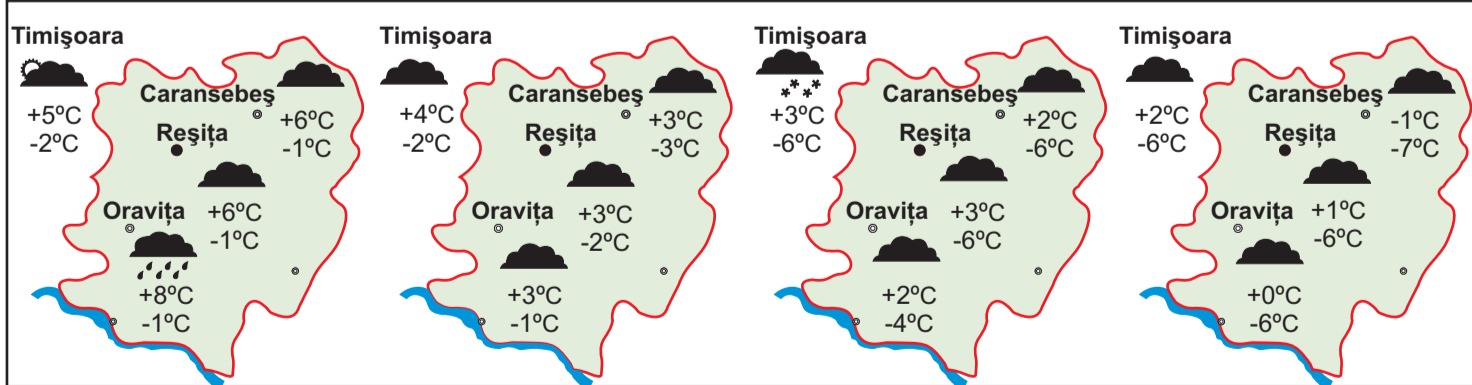 Timişoara
+5ºC
-2ºC
Caransebeş
+6ºC
-1ºC
Reşiţa
+6ºC
-1ºC
Oraviţa
+8ºC
-1ºC
Timişoara
+4ºC
-2ºC
Caransebeş
+3ºC
-3ºC
Reşiţa
+3ºC
-2ºC
Oraviţa
+3ºC
-1ºC
Timişoara
+3ºC
-6ºC
Caransebeş
+2ºC
-6ºC
Reşiţa
+3ºC
-6ºC
Oraviţa
+2ºC
-4ºC
Timişoara
+2ºC
-6ºC
Caransebeş
-1ºC
-7ºC
Reşiţa
+1ºC
-6ºC
Oraviţa
+0ºC
-6ºC